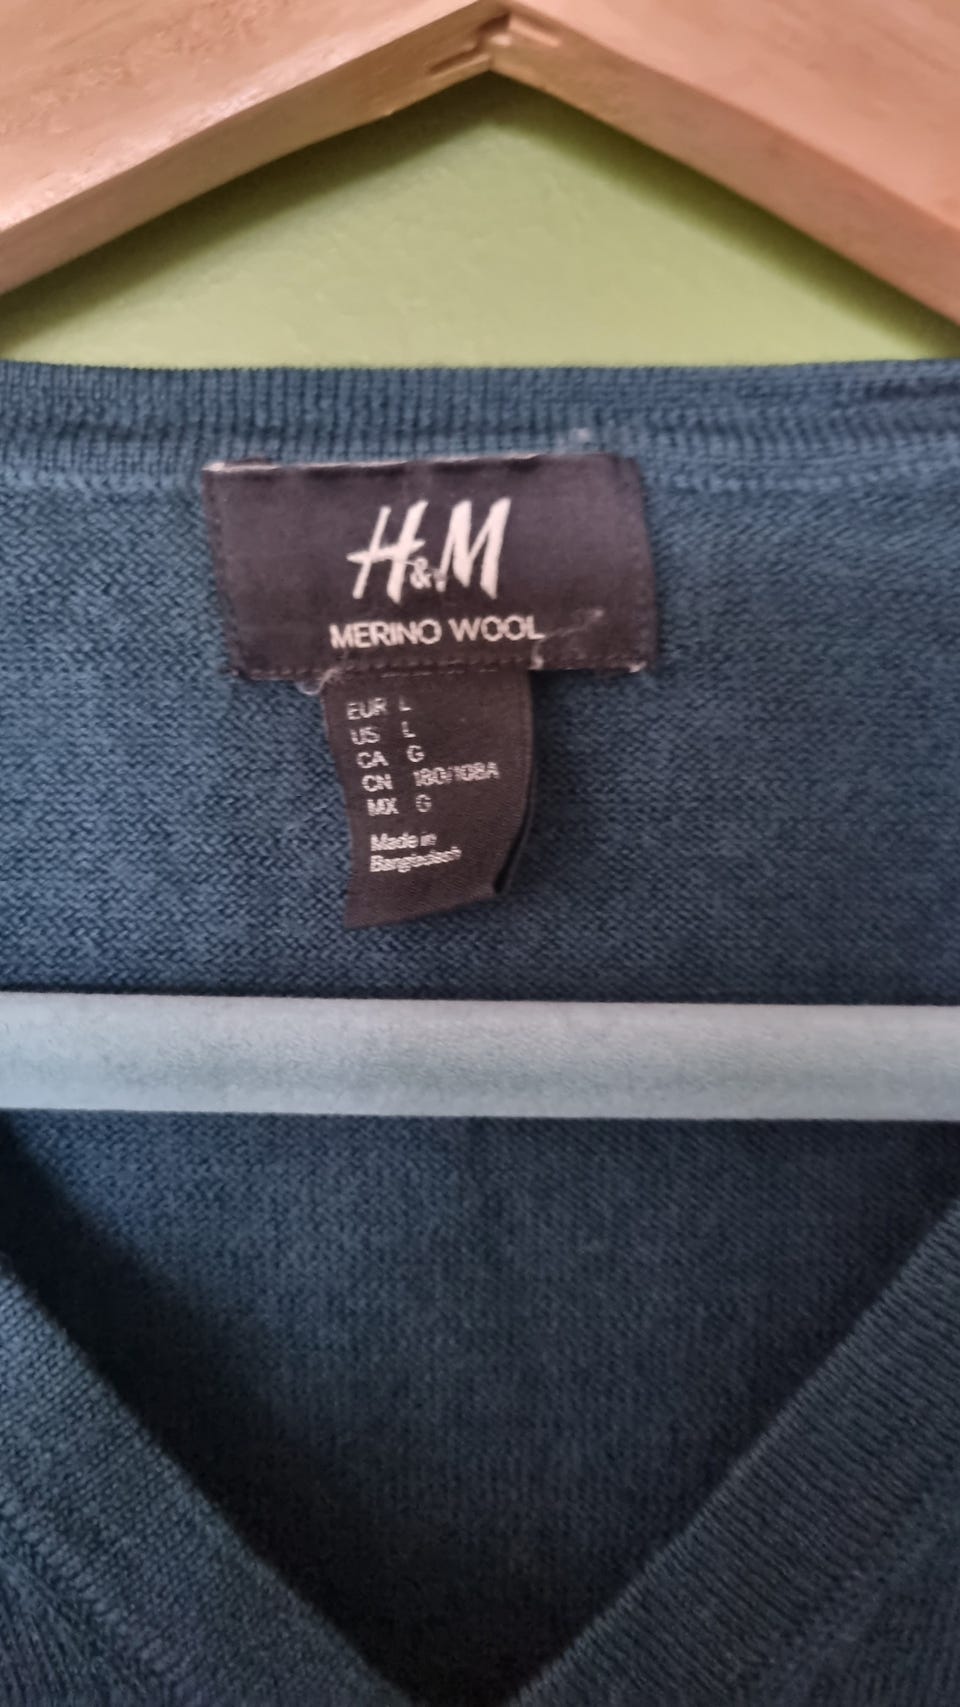 H&M
MERINO WOOL
EUR L
US L
CA G
CN 180/108A
MX G
Made in
Bangladesh